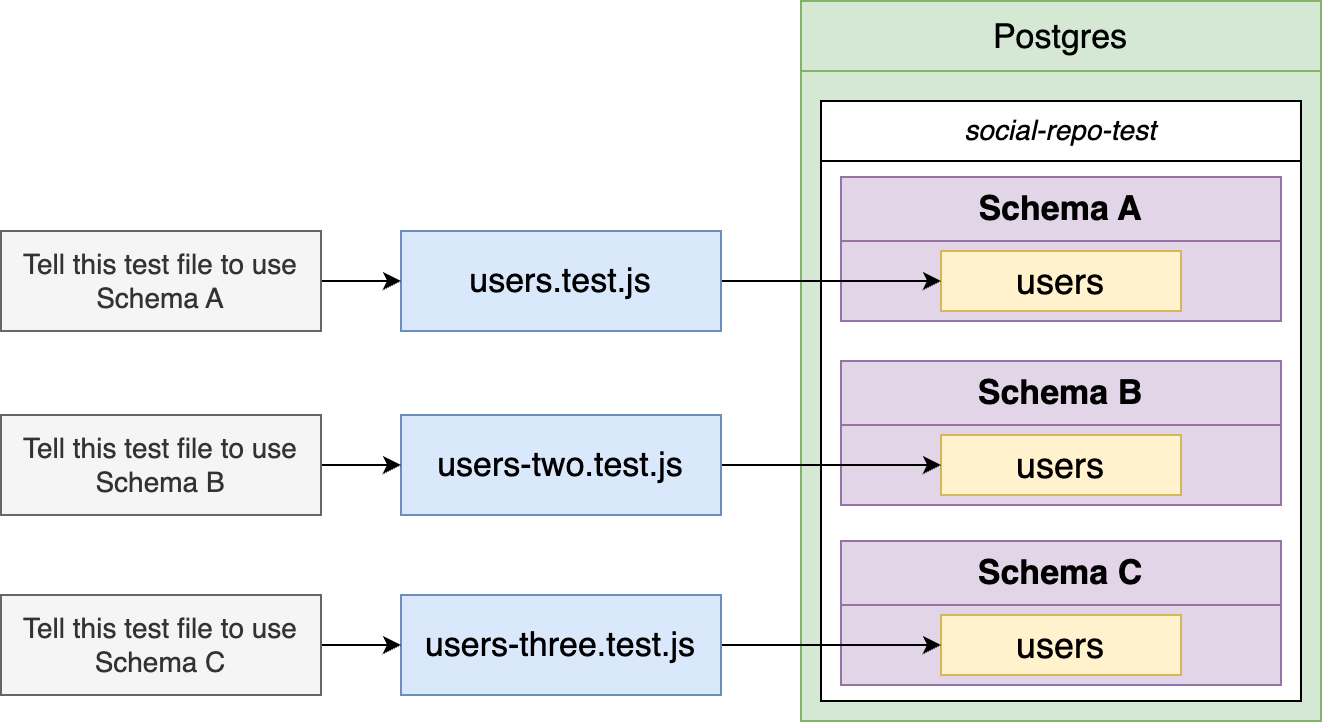 Postgres
social-repo-test
Schema A
Tell this test file to use
Schema A
users.test.js
users
Schema B
Tell this test file to use
Schema B
users-two.test.js
users
Schema C
Tell this test file to use
Schema C
users-three.test.js
users